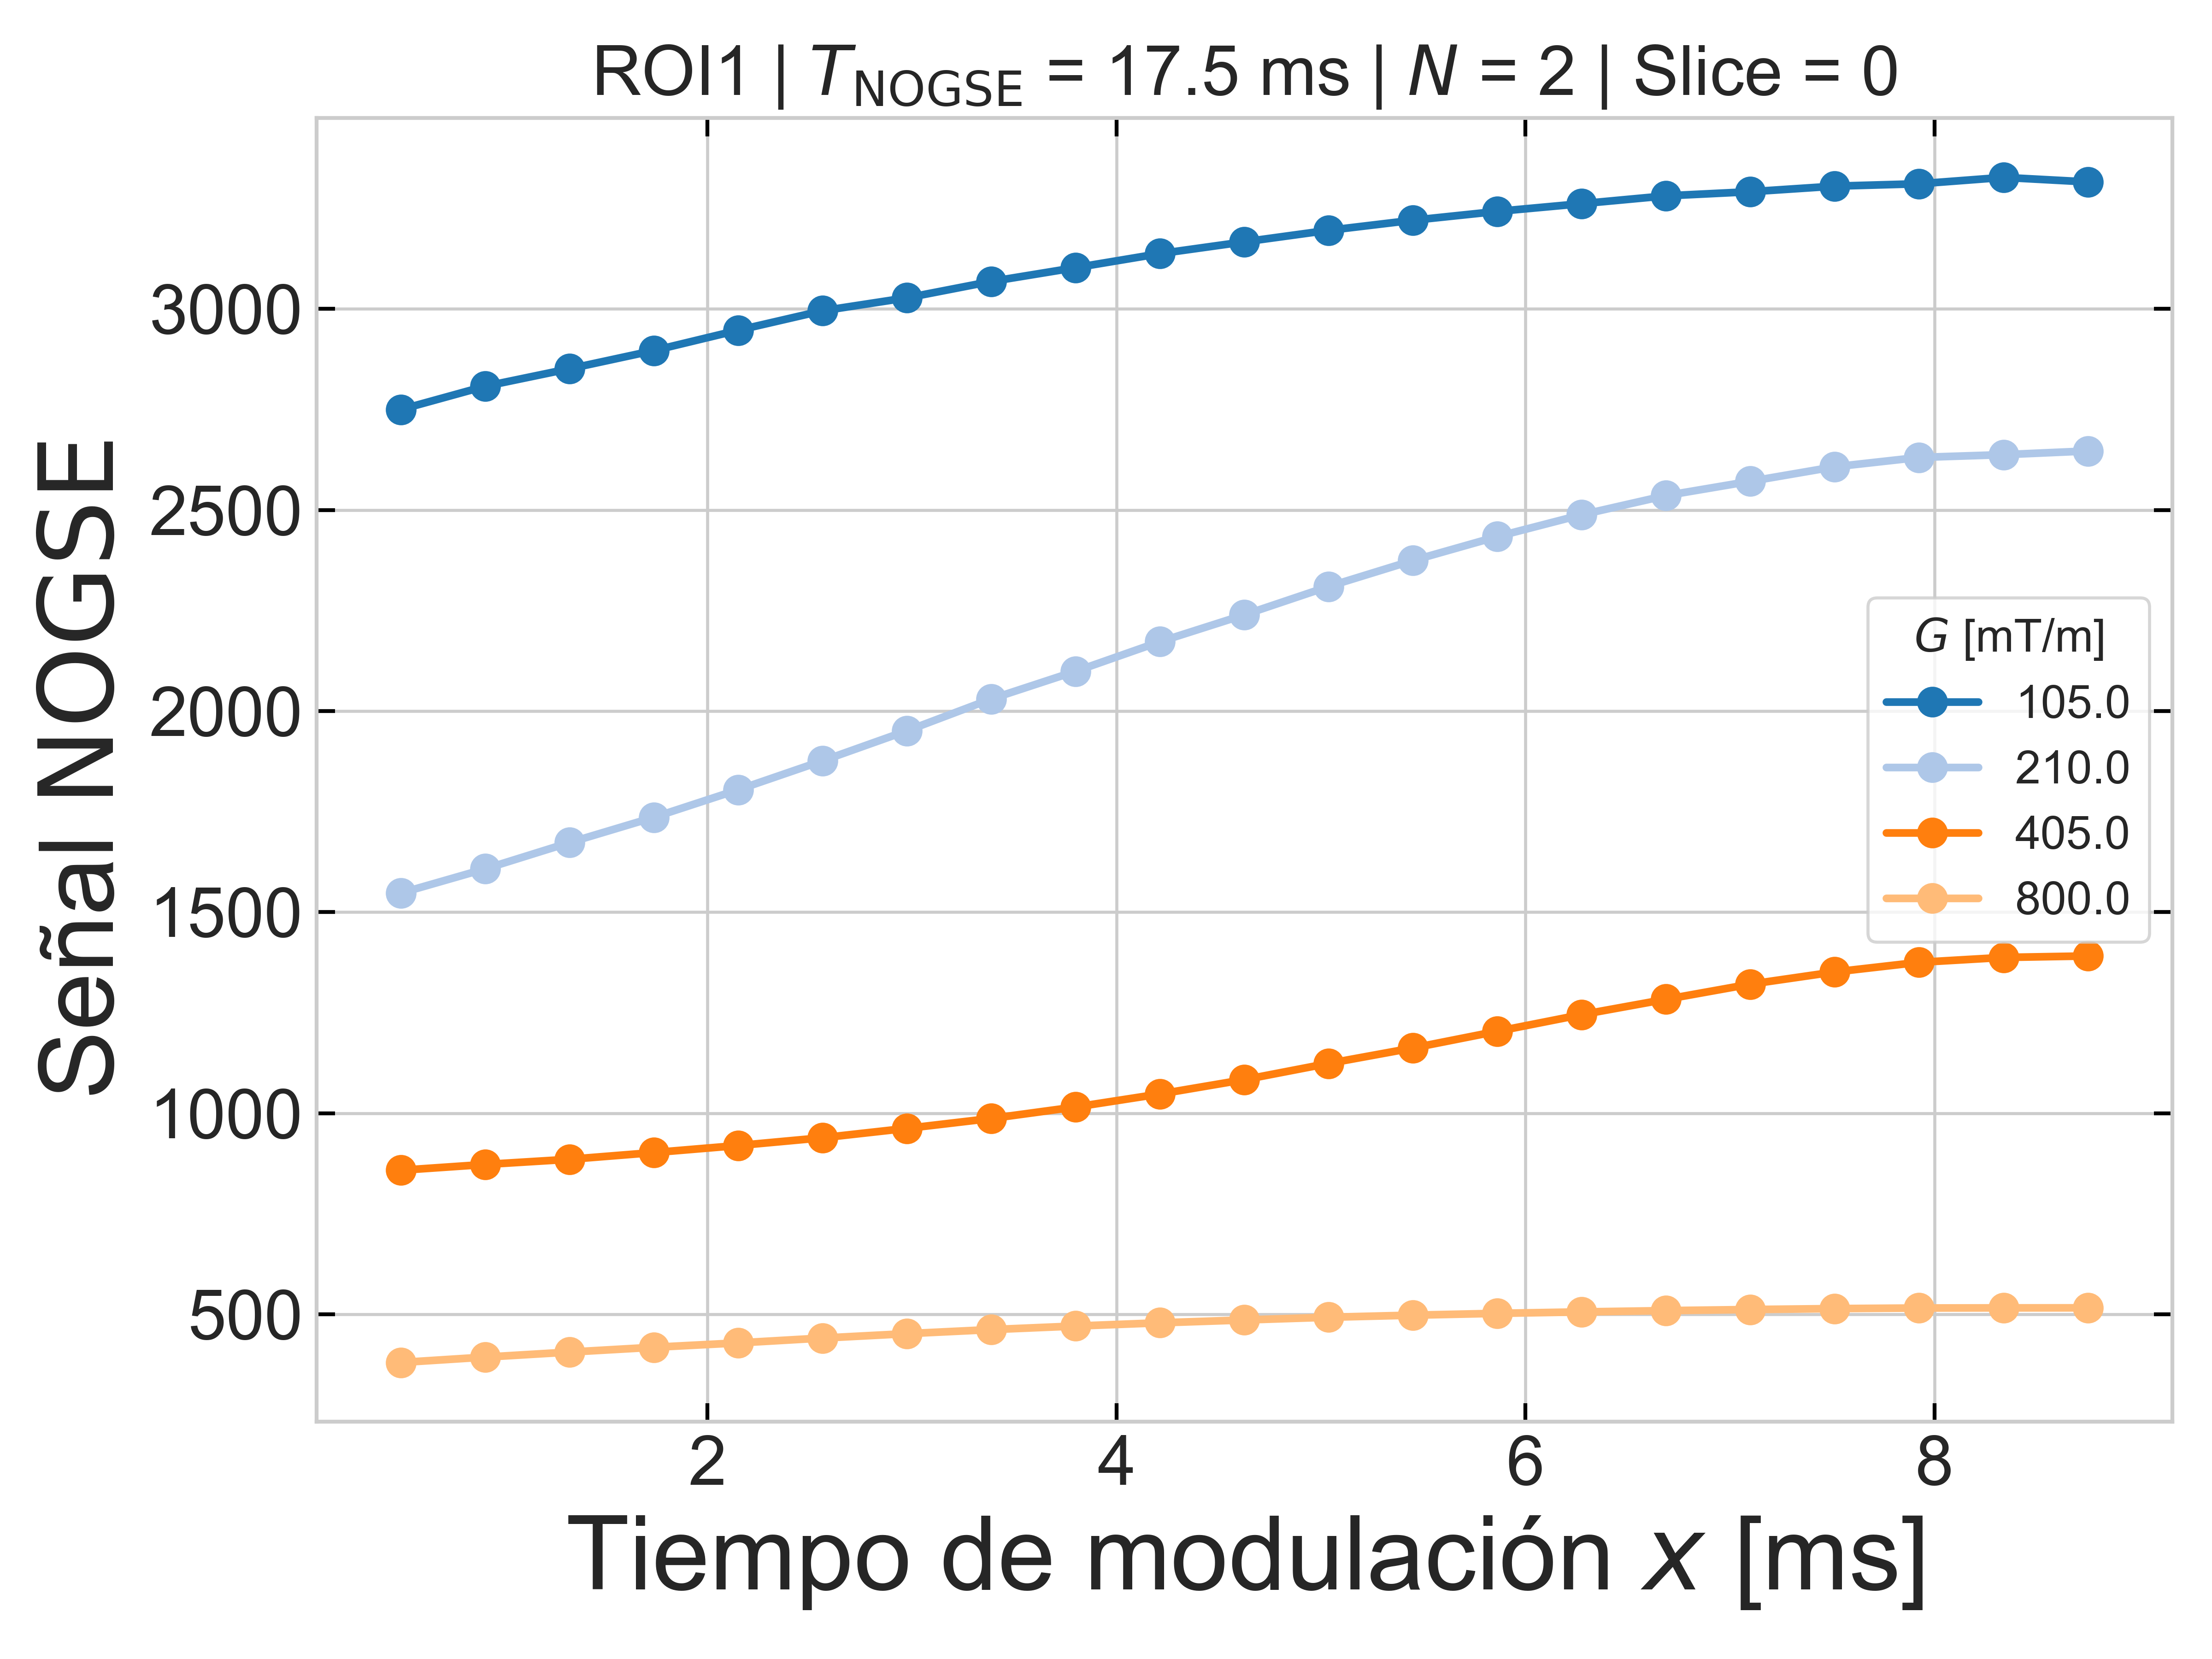 ROI1 | T_NOGSE = 17.5 ms | N = 2 | Slice = 0
Señal NOGSE
3000
2500
2000
1500
1000
500
G [mT/m]
105.0
210.0
405.0
800.0
2 4 6 8
Tiempo de modulación x [ms]